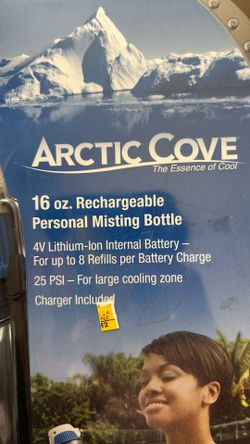 ARCTIC COVE
The Essence of Cool
16 oz. Rechargeable
Personal Misting Bottle
4V Lithium-Ion Internal Battery –
For up to 8 Refills per Battery Charge
25 PSI – For large cooling zone
Charger Included